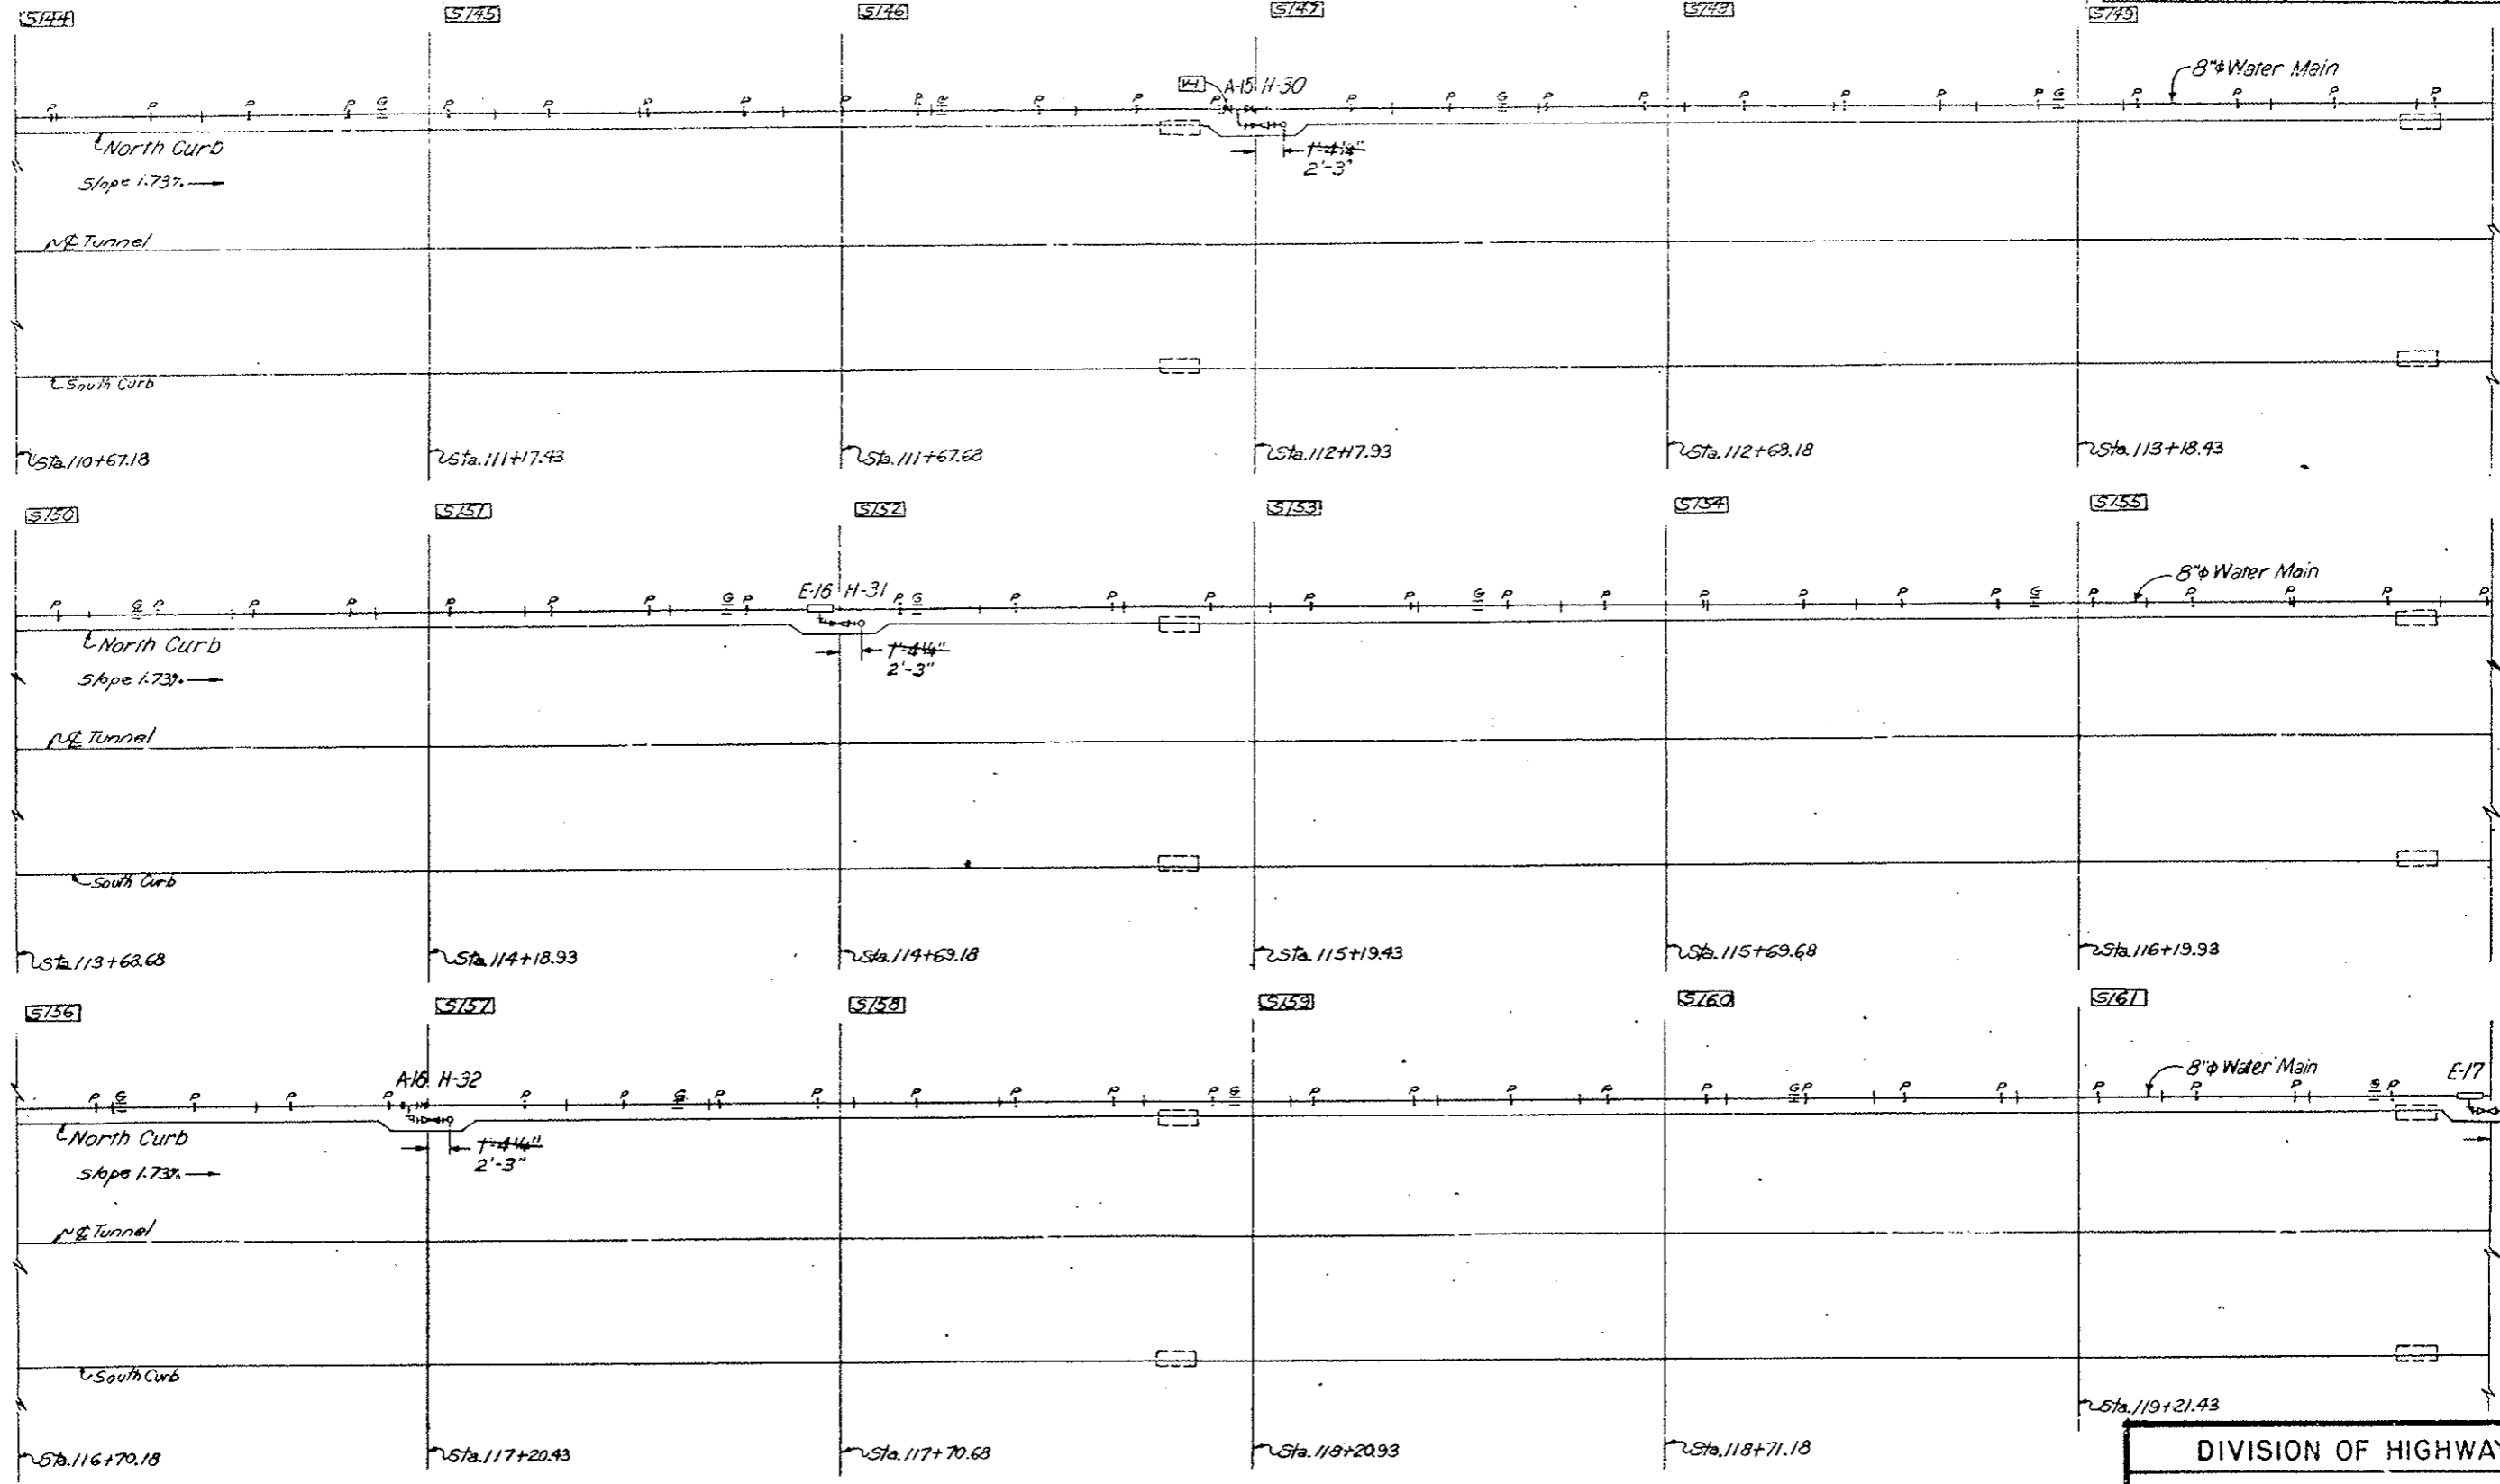 S144 S145 S146 S147 S148 S149
8"φ Water Main
V-1 A-15 H-30
P P P P G P P P P P P G P P P P P G P P P P P G P P P P
North Curb
1'-4¼"
2'-3"
Slope 1.73%
℄ Tunnel
South Curb
Sta. 110+67.18 Sta. 111+17.43 Sta. 111+67.68 Sta. 112+17.93 Sta. 112+68.18 Sta. 113+18.43
S150 S151 S152 S153 S154 S155
8"φ Water Main
E-16 H-31
P G P P P P P P G P P G P P P P P G P P P P P P G P P P P P
North Curb
1'-4¼"
2'-3"
Slope 1.73%
℄ Tunnel
South Curb
Sta. 113+68.68 Sta. 114+18.93 Sta. 114+69.18 Sta. 115+19.43 Sta. 115+69.68 Sta. 116+19.93
S156 S157 S158 S159 S160 S161
8"φ Water Main
A-16 H-32 E-17
P G P P P P P G P P P P P P G P P P P P G P P P P P P G P
North Curb
1'-4¼"
2'-3"
Slope 1.73%
℄ Tunnel
South Curb
Sta. 119+21.43
Sta. 116+70.18 Sta. 117+20.43 Sta. 117+70.68 Sta. 118+20.93 Sta. 118+71.18
DIVISION OF HIGHWAY